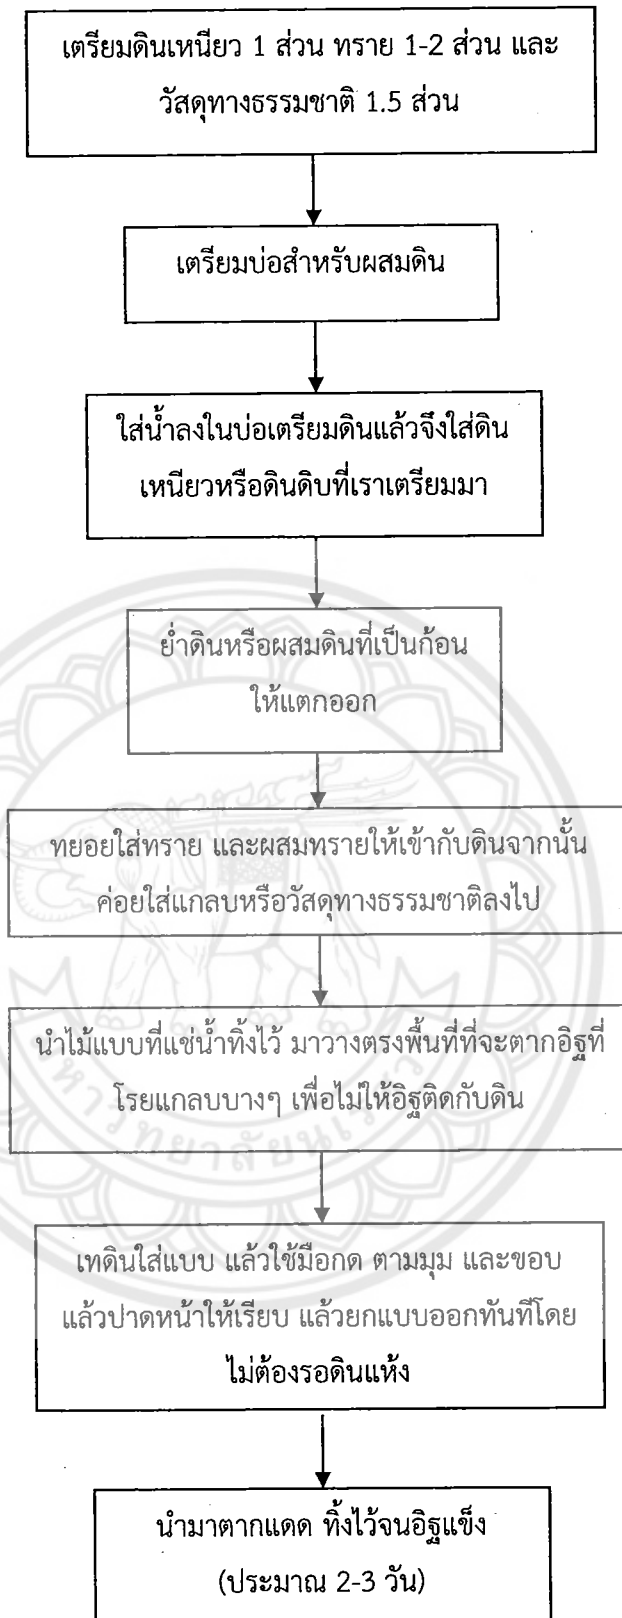 เตรียมดินเหนียว 1 ส่วน ทราย 1-2 ส่วน และ
วัสดุทางธรรมชาติ 1.5 ส่วน
เตรียมบ่อสำหรับผสมดิน
ใส่น้ำลงในบ่อเตรียมดินแล้วจึงใส่ดิน
เหนียวหรือดินดิบที่เราเตรียมมา
ย่ำดินหรือผสมดินที่เป็นก้อน
ให้แตกออก
ทยอยใส่ทราย และผสมทรายให้เข้ากับดินจากนั้น
ค่อยใส่แกลบหรือวัสดุทางธรรมชาติลงไป
นำไม้แบบที่แช่น้ำทิ้งไว้ มาวางตรงพื้นที่ที่จะตากอิฐที่
โรยแกลบบางๆ เพื่อไม่ให้อิฐติดกับดิน
มหาวิทยาลัยนเรศวร
เทดินใส่แบบ แล้วใช้มือกด ตามมุม และขอบ
แล้วปาดหน้าให้เรียบ แล้วยกแบบออกทันทีโดย
ไม่ต้องรอดินแห้ง
นำมาตากแดด ทิ้งไว้จนอิฐแข็ง
(ประมาณ 2-3 วัน)